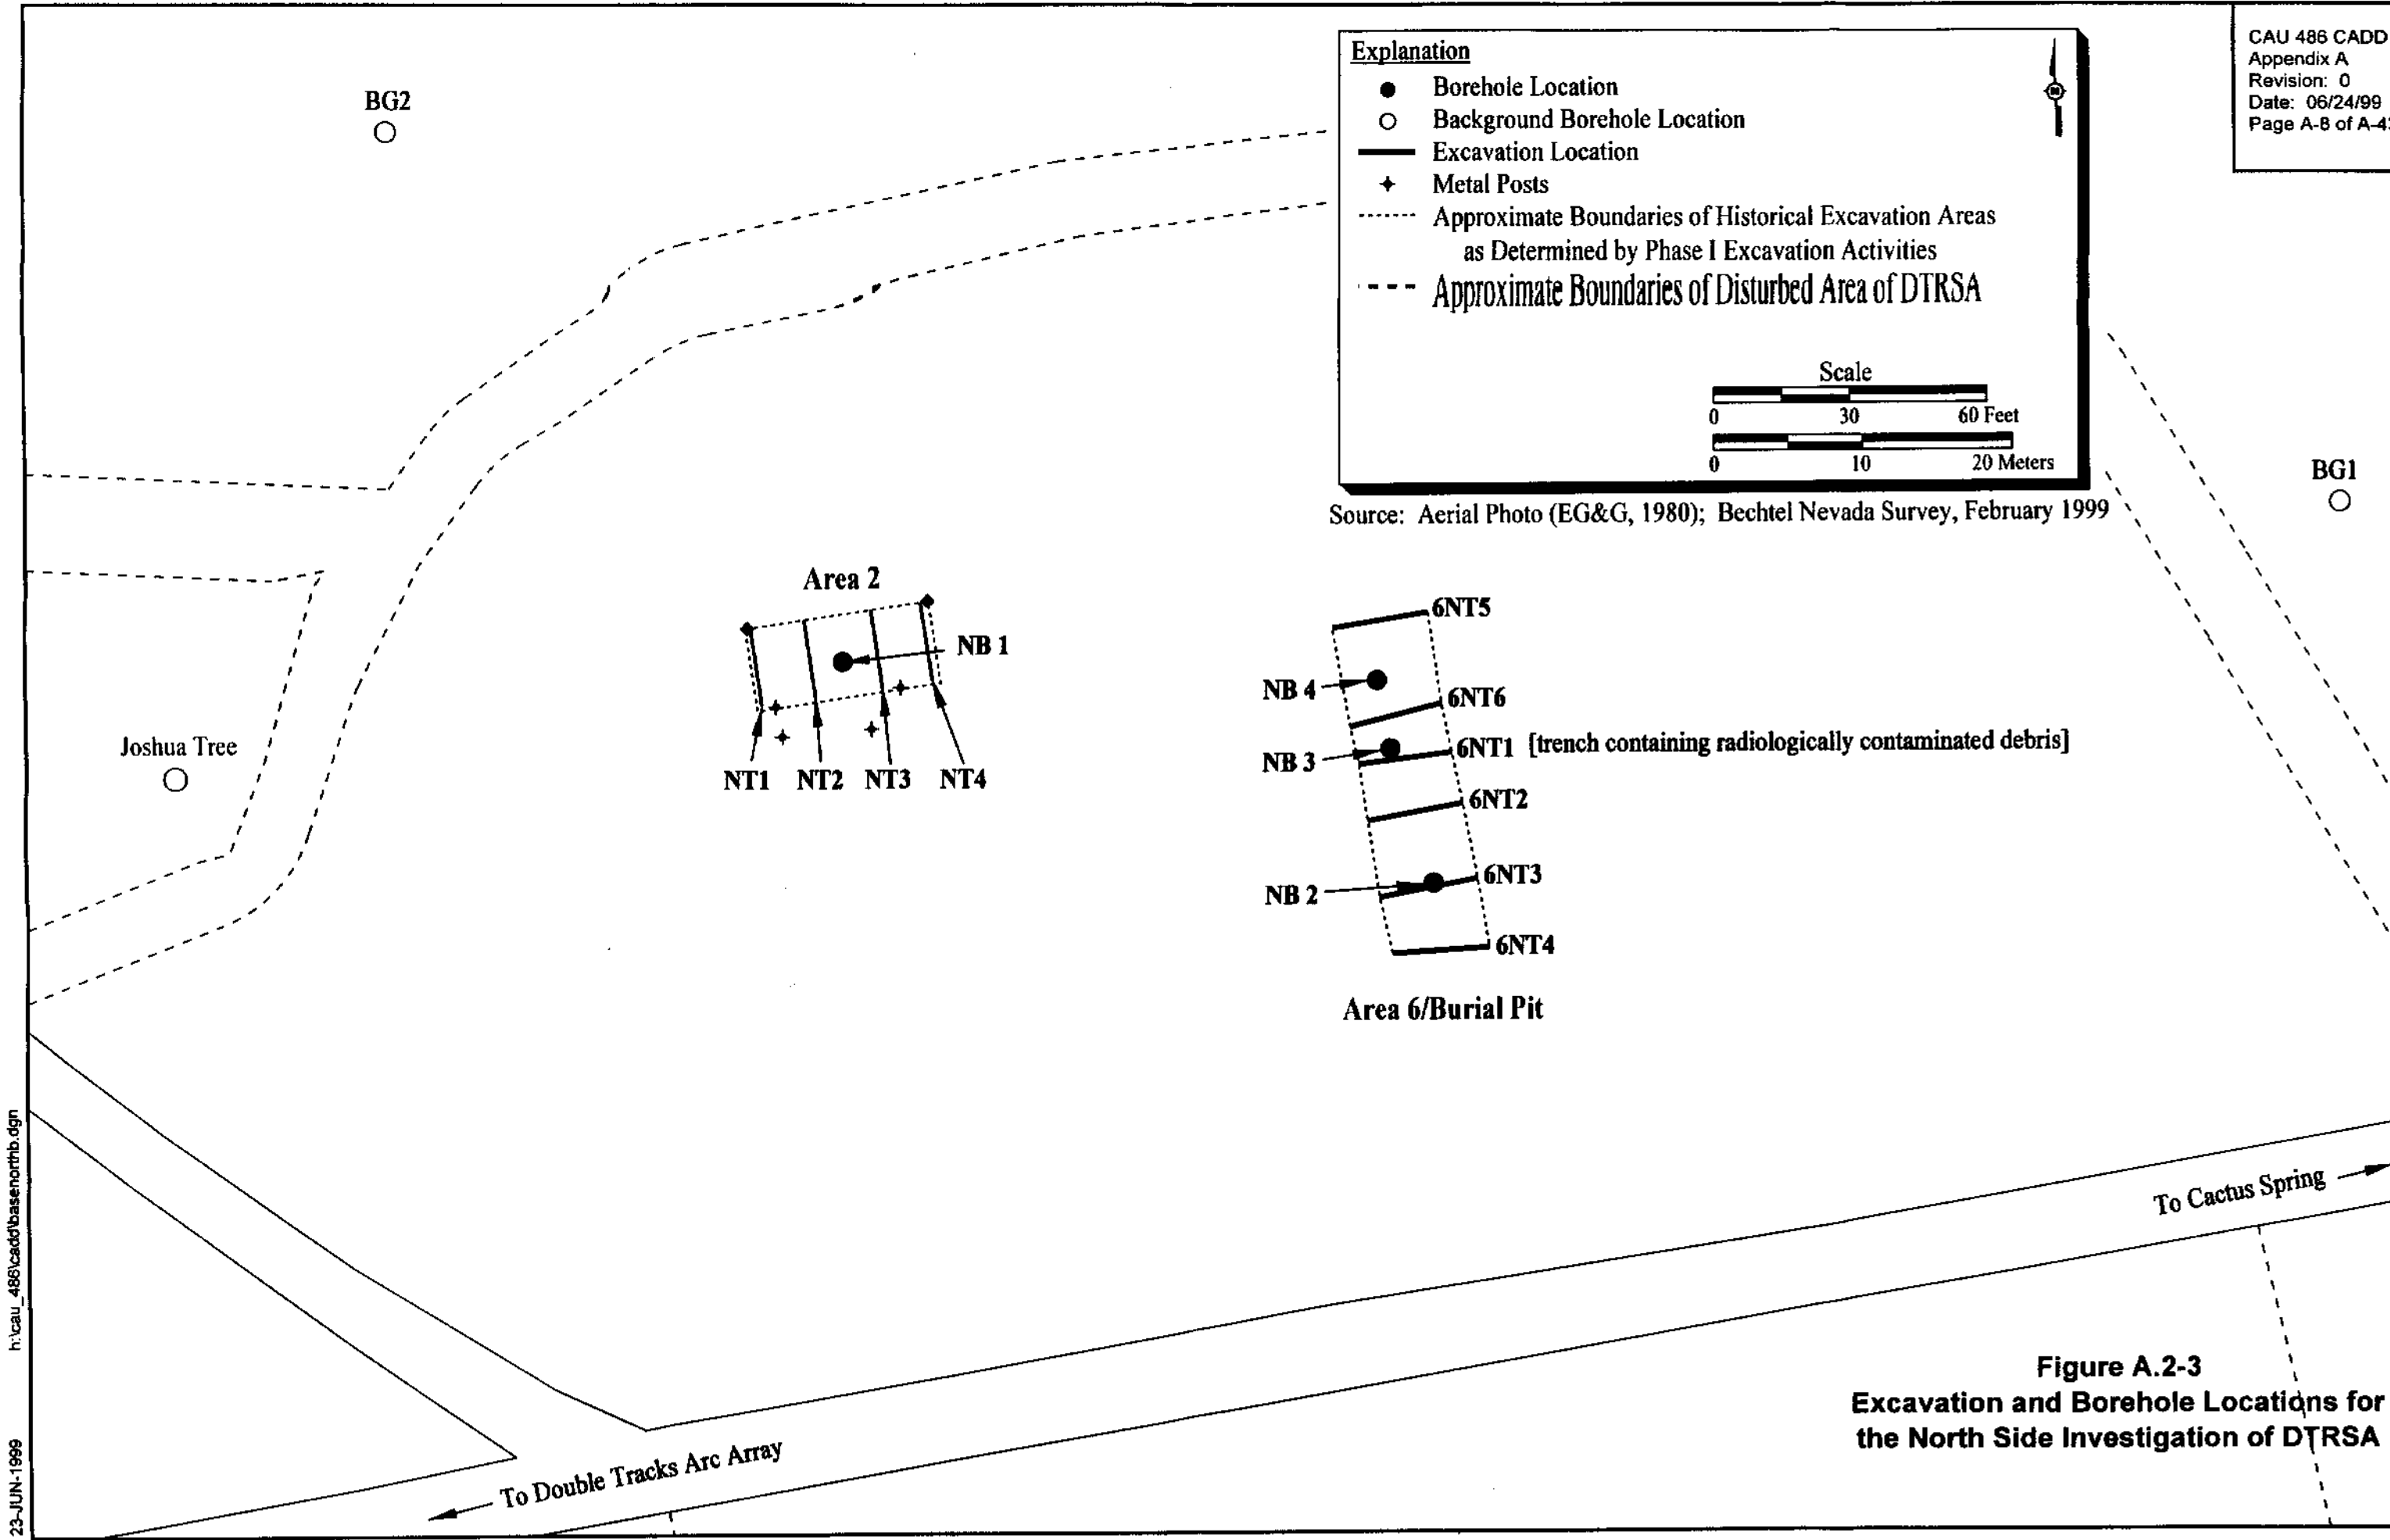 CAU 486 CADD
Appendix A
Revision: 0
Date: 06/24/99
Page A-8 of
Explanation
Borehole Location
Background Borehole Location
Excavation Location
Metal Posts
Approximate Boundaries of Historical Excavation Areas
as Determined by Phase I Excavation Activities
Approximate Boundaries of Disturbed Area of DTRSA
N
Scale
0 30 60 Feet
0 10 20 Meters
Source: Aerial Photo (EG&G, 1980); Bechtel Nevada Survey, February 1999
BG2
BG1
Joshua Tree
Area 2
NB 1
NT1 NT2 NT3 NT4
6NT5
NB 4
6NT6
6NT1 [trench containing radiologically contaminated debris]
NB 3
6NT2
6NT3
NB 2
6NT4
Area 6/Burial Pit
To Cactus Spring
To Double Tracks Arc Array
Figure A.2-3
Excavation and Borehole Locations for
the North Side Investigation of DTRSA
23-JUN-1999 h:\cau_486\cadd\basenorthb.dgn